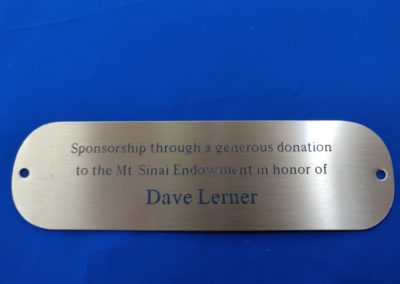 Sponsorship through a generous donation
to the Mt. Sinai Endowment in honor of
Dave Lerner